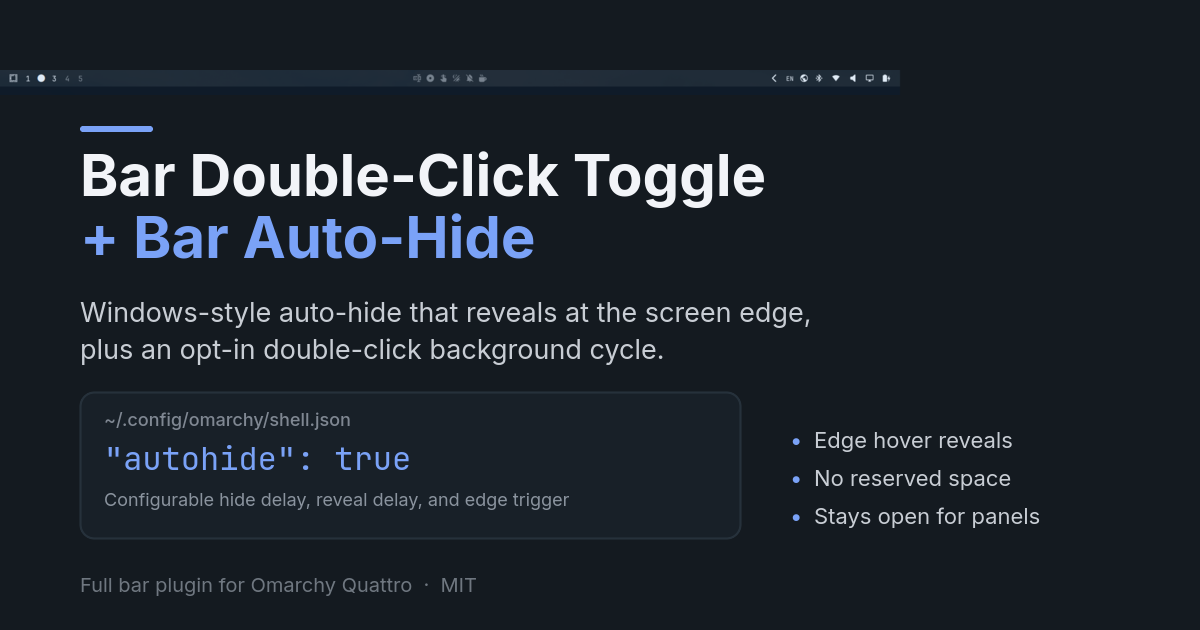 1 3 4 5 EN
Bar Double-Click Toggle
+ Bar Auto-Hide
Windows-style auto-hide that reveals at the screen edge,
plus an opt-in double-click background cycle.
~/.config/omarchy/shell.json
"autohide": true
Configurable hide delay, reveal delay, and edge trigger
• Edge hover reveals
• No reserved space
• Stays open for panels
Full bar plugin for Omarchy Quattro · MIT